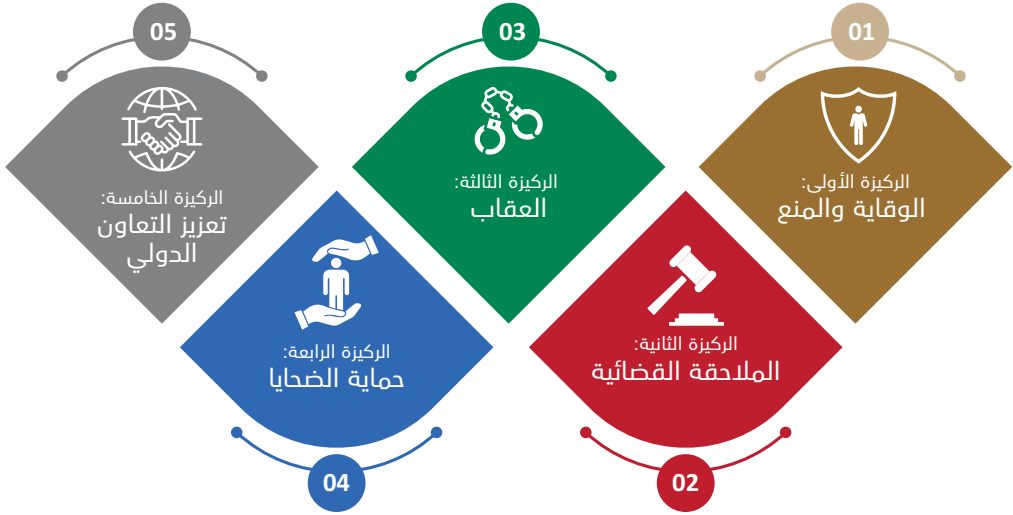 01
الركيزة الأولى:
الوقاية والمنع
02
الركيزة الثانية:
الملاحقة القضائية
03
الركيزة الثالثة:
العقاب
04
الركيزة الرابعة:
حماية الضحايا
05
الركيزة الخامسة:
تعزيز التعاون
الدولي